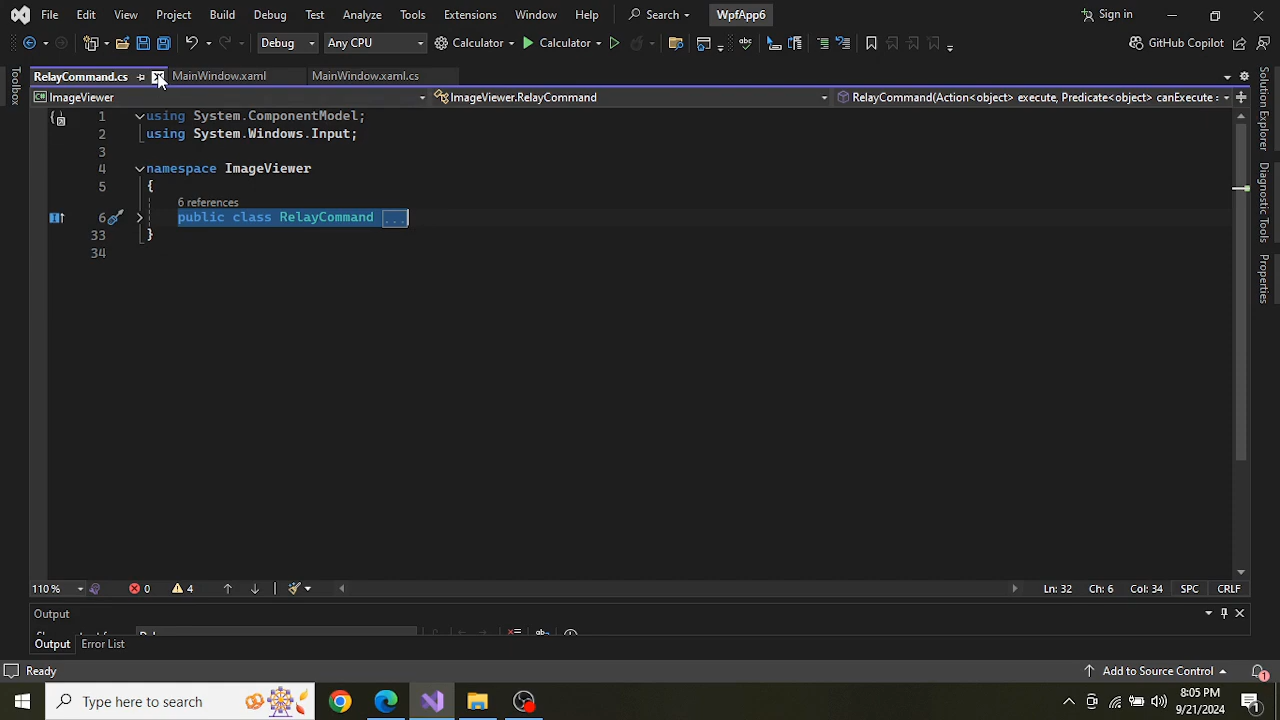 File Edit View Project Build Debug Test Analyze Tools Extensions Window Help Search WpfApp6 Sign in
Debug Any CPU Calculator Calculator GitHub Copilot
RelayCommand.cs MainWindow.xaml MainWindow.xaml.cs
ImageViewer ImageViewer.RelayCommand RelayCommand(Action<object> execute, Predicate<object> canExecute =
1 using System.ComponentModel;
2 using System.Windows.Input;
3
4 namespace ImageViewer
5 {
6 references
6 public class RelayCommand ...
33 }
34
110 % 0 4 Ln: 32 Ch: 6 Col: 34 SPC CRLF
Output
Output Error List
Ready Add to Source Control 1
Type here to search 8:05 PM
9/21/2024 1
Toolbox
Solution Explorer
Diagnostic Tools
Properties